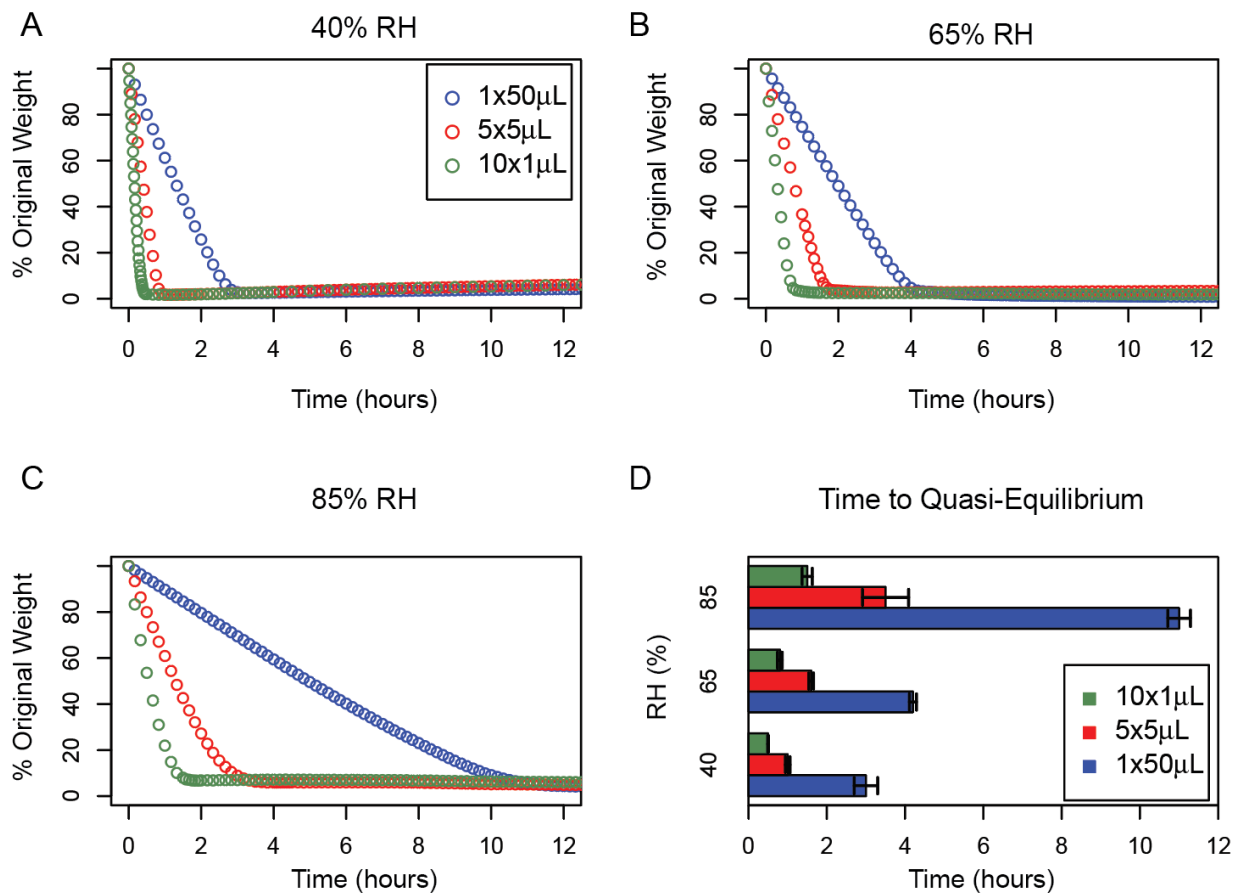 A
40% RH
% Original Weight
80
60
40
20
0
1x50μL
5x5μL
10x1μL
0 2 4 6 8 10 12
Time (hours)
B
65% RH
% Original Weight
80
60
40
20
0
0 2 4 6 8 10 12
Time (hours)
C
85% RH
% Original Weight
80
60
40
20
0
0 2 4 6 8 10 12
Time (hours)
D
Time to Quasi-Equilibrium
RH (%)
85
65
40
10x1μL
5x5μL
1x50μL
0 2 4 6 8 10 12
Time (hours)